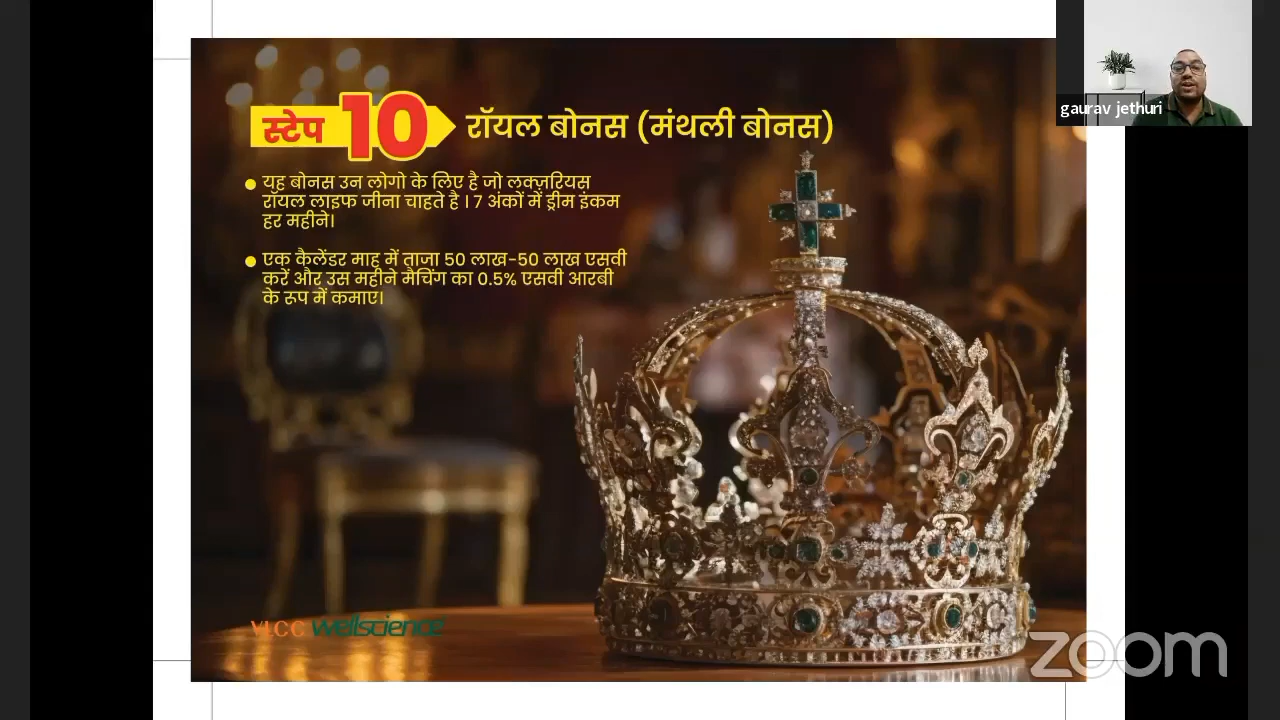 gaurav jethuri
स्टेप 10 रॉयल बोनस (मंथली बोनस)
यह बोनस उन लोगो के लिए है जो लक्ज़रियस
रॉयल लाइफ जीना चाहते है । 7 अंकों में ड्रीम इंकम
हर महीने।
एक कैलेंडर माह में ताजा 50 लाख-50 लाख एसवी
करें और उस महीने मैचिंग का 0.5% एसवी आरबी
के रूप में कमाए।
VLCC wellscience
zoom